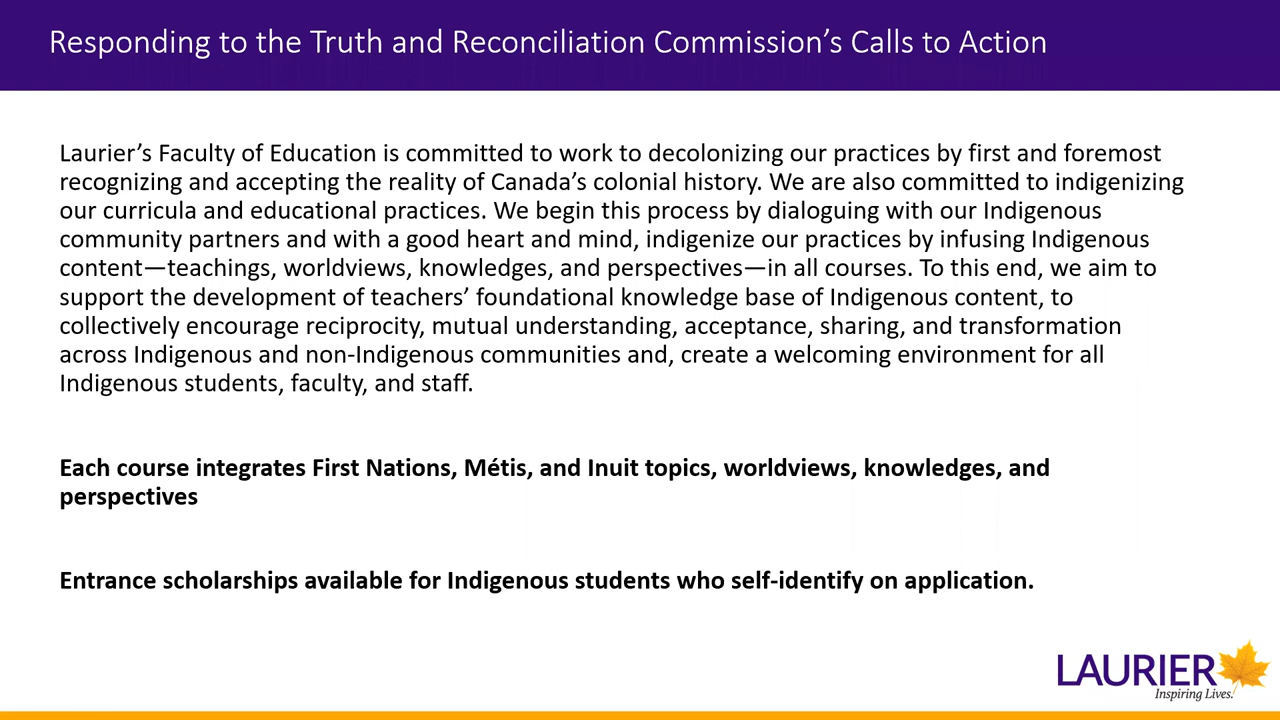 Responding to the Truth and Reconciliation Commission’s Calls to Action
Laurier’s Faculty of Education is committed to work to decolonizing our practices by first and foremost
recognizing and accepting the reality of Canada’s colonial history. We are also committed to indigenizing
our curricula and educational practices. We begin this process by dialoguing with our Indigenous
community partners and with a good heart and mind, indigenize our practices by infusing Indigenous
content—teachings, worldviews, knowledges, and perspectives—in all courses. To this end, we aim to
support the development of teachers’ foundational knowledge base of Indigenous content, to
collectively encourage reciprocity, mutual understanding, acceptance, sharing, and transformation
across Indigenous and non-Indigenous communities and, create a welcoming environment for all
Indigenous students, faculty, and staff.
Each course integrates First Nations, Métis, and Inuit topics, worldviews, knowledges, and
perspectives
Entrance scholarships available for Indigenous students who self-identify on application.
LAURIER
Inspiring Lives.